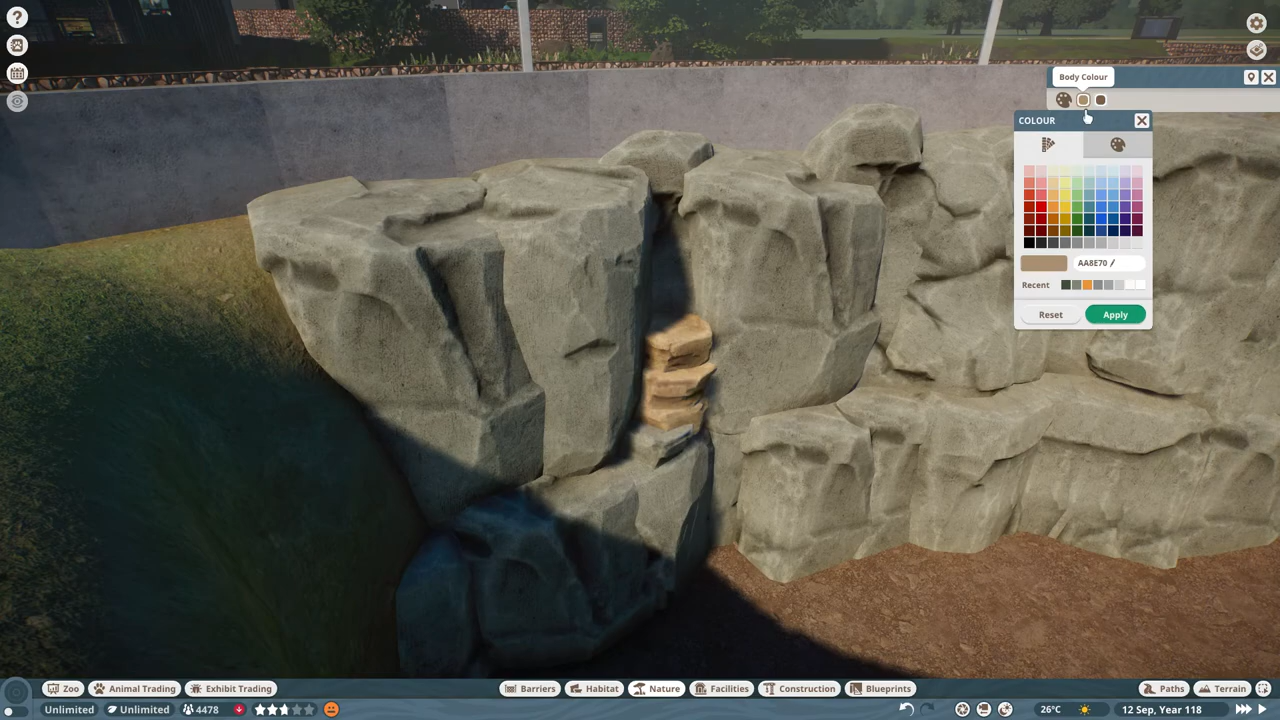 ?
Body Colour
COLOUR
AA8E70
Recent
Reset
Apply
Zoo
Animal Trading
Exhibit Trading
Barriers
Habitat
Nature
Facilities
Construction
Blueprints
Paths
Terrain
Unlimited
Unlimited
4478
26°C
12 Sep, Year 118